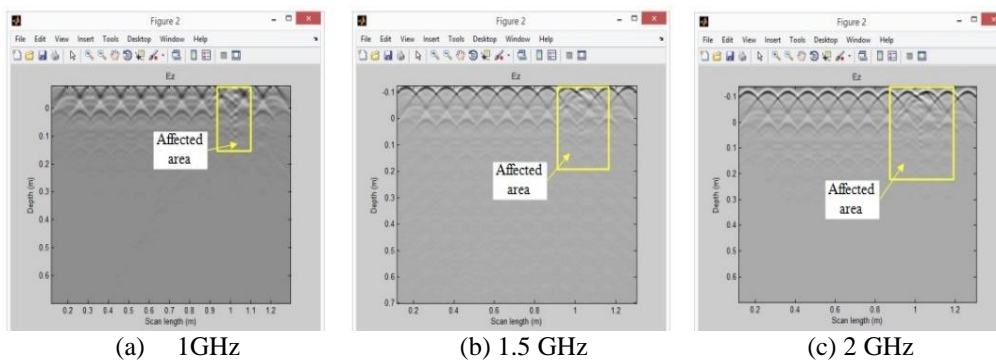 Figure 2
File Edit View Insert Tools Desktop Window Help
Ez
0
0.1
0.2
0.3
0.4
0.5
0.6
Depth (m)
Affected
area
0.2 0.3 0.4 0.5 0.6 0.7 0.8 0.9 1 1.1 1.2
Scan length (m)
(a) 1GHz
Figure 2
File Edit View Insert Tools Desktop Window Help
Ez
-0.1
0
0.1
0.2
0.3
0.4
0.5
0.6
0.7
Depth (m)
Affected
area
0.2 0.4 0.6 0.8 1 1.2
Scan length (m)
(b) 1.5 GHz
Figure 2
File Edit View Insert Tools Desktop Window Help
Ez
-0.1
0
0.1
0.2
0.3
0.4
0.5
0.6
Depth (m)
Affected
area
0.2 0.4 0.6 0.8 1 1.2
Scan length (m)
(c) 2 GHz